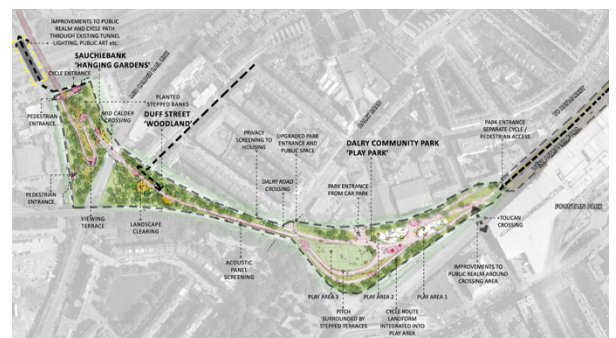 IMPROVEMENTS TO PUBLIC
REALM AND CYCLE PATH
THROUGH EXISTING TUNNEL
-LIGHTING, PUBLIC ART etc.
SAUCHIEBANK
'HANGING GARDENS'
CYCLE ENTRANCE
PLANTED
STEPPED BANKS
DUFF STREET
'WOODLAND'
MID CALDER
CROSSING
PEDESTRIAN
ENTRANCE
PEDESTRIAN
ENTRANCE
VIEWING
TERRACE
LANDSCAPE
CLEARING
ACOUSTIC
PANEL
SCREENING
PRIVACY
SCREENING TO
HOUSING
UPGRADED PARK
ENTRANCE AND
PUBLIC SPACE
DALRY ROAD
CROSSING
DALRY ROAD
DALRY COMMUNITY PARK
'PLAY PARK'
PARK ENTRANCE
FROM CAR PARK
PARK ENTRANCE
SEPARATE CYCLE /
PEDESTRIAN ACCESS
FOUNTAIN PARK
TOUCAN
CROSSING
IMPROVEMENTS TO
PUBLIC REALM AROUND
CROSSING AREA
PLAY AREA 3
PLAY AREA 2
PLAY AREA 1
PITCH
SURROUNDED BY
STEPPED TERRACES
CYCLE ROUTE
LANDFORM
INTEGRATED INTO
PLAY AREA